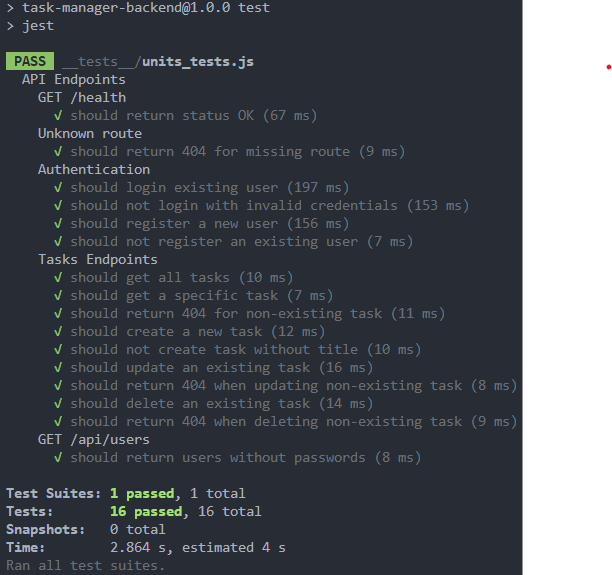 > task-manager-backend@1.0.0 test
> jest
PASS __tests__/units_tests.js
API Endpoints
GET /health
√ should return status OK (67 ms)
Unknown route
√ should return 404 for missing route (9 ms)
Authentication
√ should login existing user (197 ms)
√ should not login with invalid credentials (153 ms)
√ should register a new user (156 ms)
√ should not register an existing user (7 ms)
Tasks Endpoints
√ should get all tasks (10 ms)
√ should get a specific task (7 ms)
√ should return 404 for non-existing task (11 ms)
√ should create a new task (12 ms)
√ should not create task without title (10 ms)
√ should update an existing task (16 ms)
√ should return 404 when updating non-existing task (8 ms)
√ should delete an existing task (14 ms)
√ should return 404 when deleting non-existing task (9 ms)
GET /api/users
√ should return users without passwords (8 ms)
Test Suites: 1 passed, 1 total
Tests: 16 passed, 16 total
Snapshots: 0 total
Time: 2.864 s, estimated 4 s
Ran all test suites.